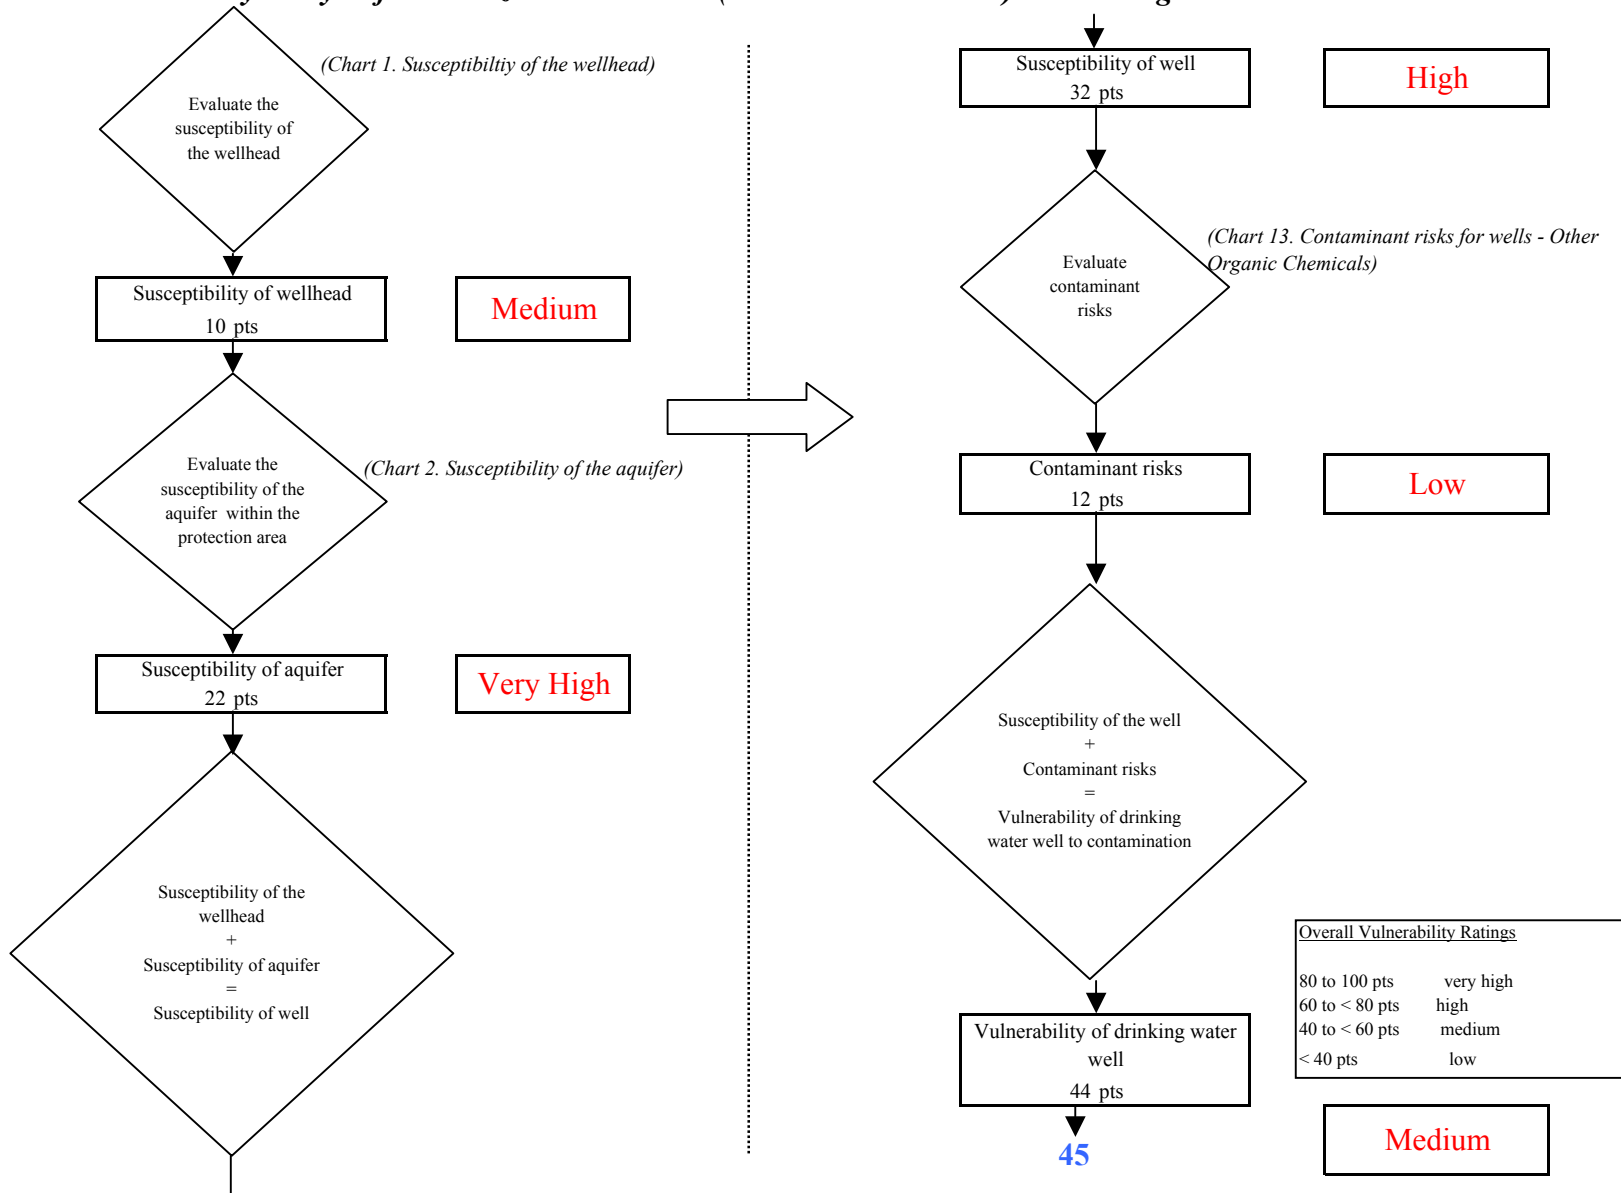 (Chart 1. Susceptibiltiy of the wellhead)
Evaluate the
susceptibility of
the wellhead
Susceptibility of wellhead
10 pts
Medium
Evaluate the
susceptibility of the
aquifer within the
protection area
(Chart 2. Susceptibility of the aquifer)
Susceptibility of aquifer
22 pts
Very High
Susceptibility of the
wellhead
+
Susceptibility of aquifer
=
Susceptibility of well
Susceptibility of well
32 pts
High
(Chart 13. Contaminant risks for wells - Other
Organic Chemicals)
Evaluate
contaminant
risks
Contaminant risks
12 pts
Low
Susceptibility of the well
+
Contaminant risks
=
Vulnerability of drinking
water well to contamination
Overall Vulnerability Ratings
80 to 100 pts very high
60 to < 80 pts high
40 to < 60 pts medium
< 40 pts low
Vulnerability of drinking water
well
44 pts
45
Medium